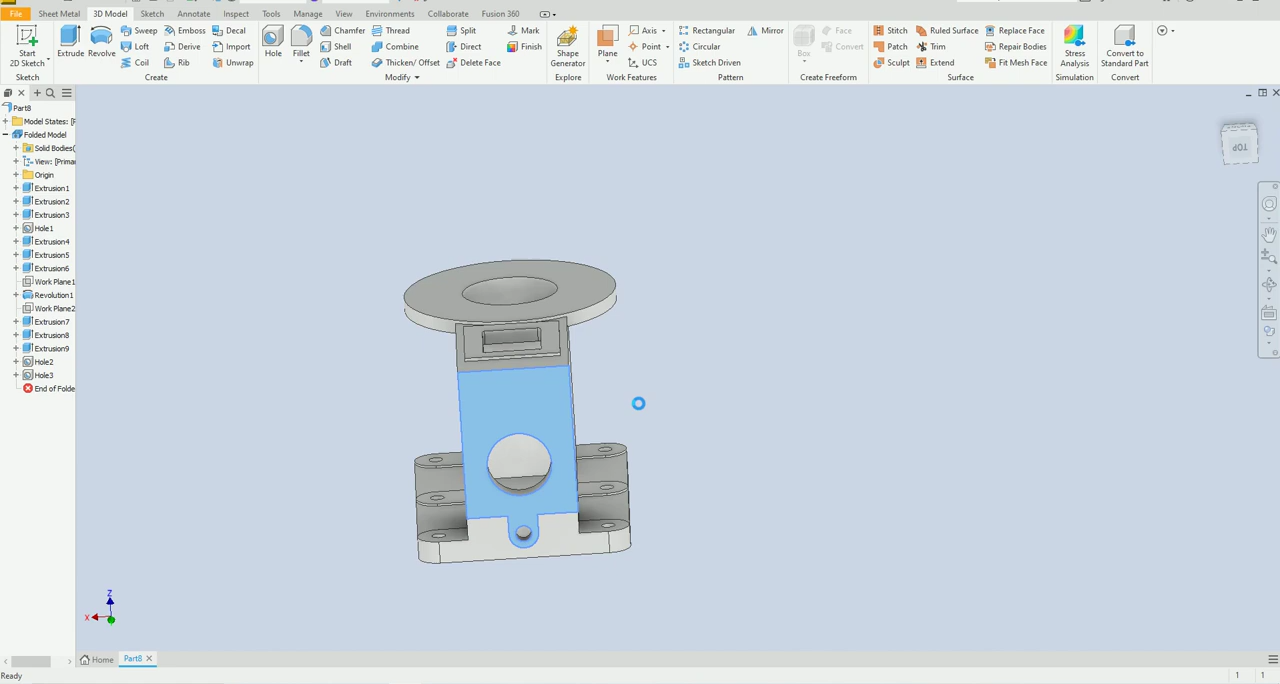 File Sheet Metal 3D Model Sketch Annotate Inspect Tools Manage View Environments Collaborate Fusion 360
Sweep Emboss Decal Chamfer Thread Split Mark Axis Rectangular Mirror Face Stitch Ruled Surface Replace Face
Start 2D Sketch Extrude Revolve Loft Derive Import Hole Fillet Shell Combine Direct Finish Shape Generator Plane Point Circular Box Convert Patch Trim Repair Bodies Stress Analysis Convert to Standard Part
Coil Rib Unwrap Draft Thicken/ Offset Delete Face UCS Sketch Driven Sculpt Extend Fit Mesh Face
Sketch Create Modify Explore Work Features Pattern Create Freeform Surface Simulation Convert
Part8
Model States: [
Folded Model
Solid Bodies(
View: [Prima
Origin
Extrusion1
Extrusion2
Extrusion3
Hole1
Extrusion4
Extrusion5
Extrusion6
Work Plane1
Revolution1
Work Plane2
Extrusion7
Extrusion8
Extrusion9
Hole2
Hole3
End of Folde
TOP
Z
X
Home Part8
Ready 1 1